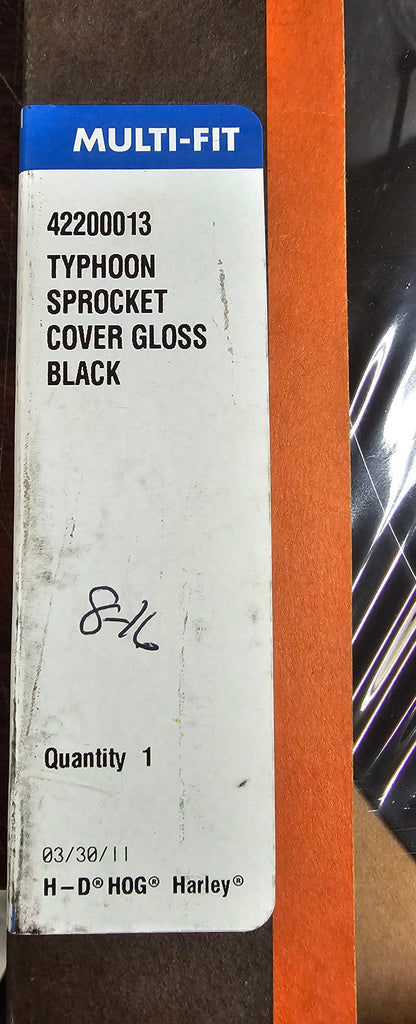 MULTI-FIT
42200013
TYPHOON
SPROCKET
COVER GLOSS
BLACK
8-16
Quantity 1
03/30/11
H-D® HOG® Harley®